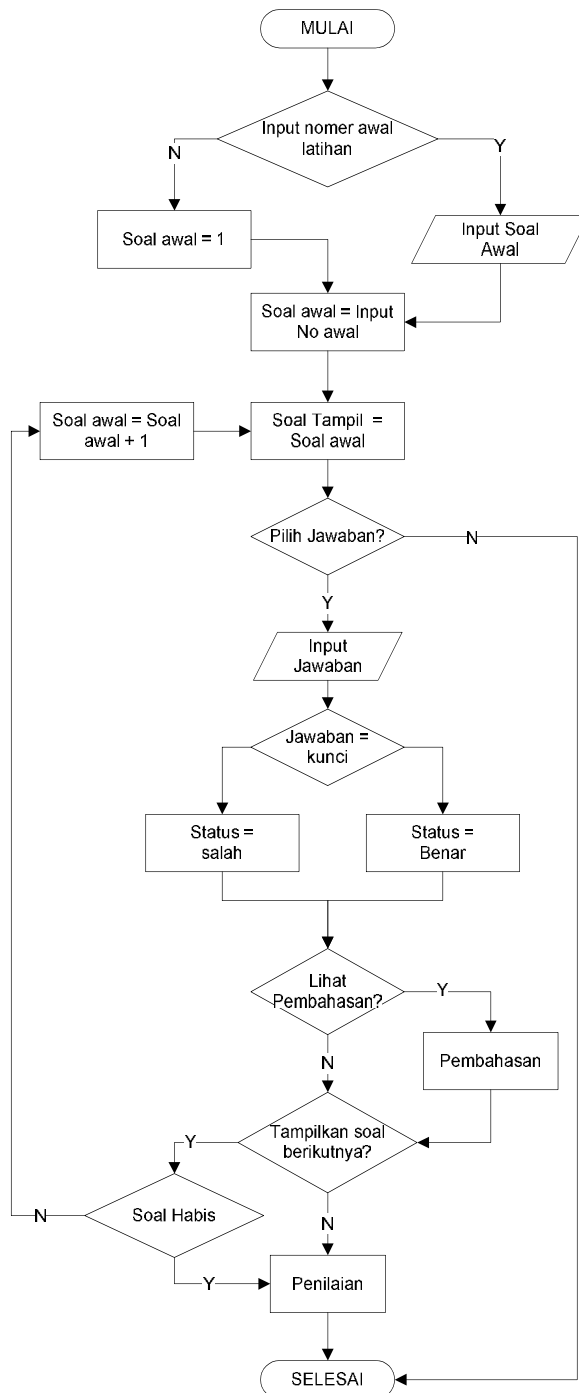 MULAI
Input nomer awal
latihan
N
Y
Soal awal = 1
Input Soal
Awal
Soal awal = Input
No awal
Soal awal = Soal
awal + 1
Soal Tampil =
Soal awal
Pilih Jawaban?
N
Y
Input
Jawaban
Jawaban =
kunci
Status =
salah
Status =
Benar
Lihat
Pembahasan?
Y
N
Pembahasan
Tampilkan soal
berikutnya?
Y
N
Soal Habis
N
Y
Penilaian
SELESAI